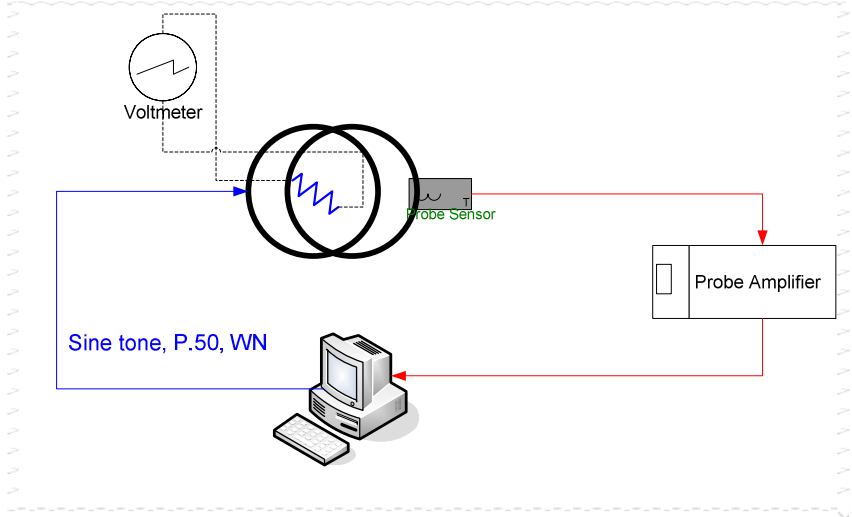 Voltmeter
T
Probe Sensor
Probe Amplifier
Sine tone, P.50, WN